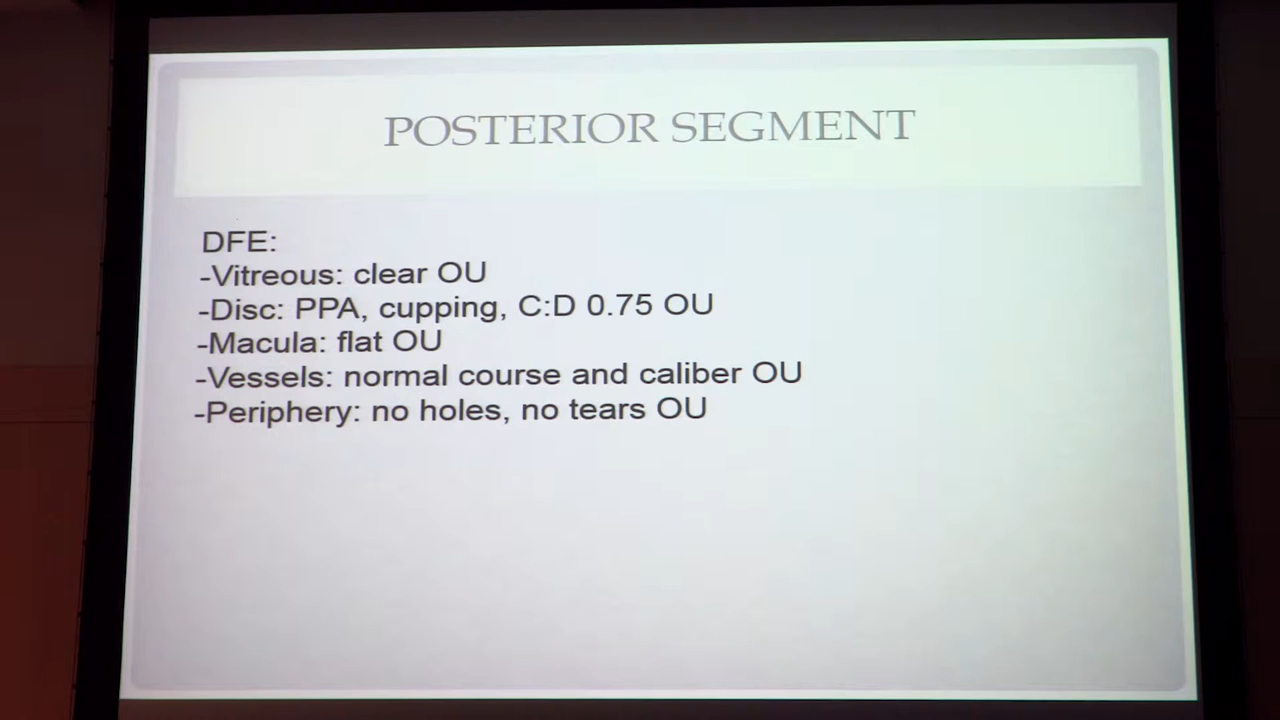 POSTERIOR SEGMENT
DFE:
-Vitreous: clear OU
-Disc: PPA, cupping, C:D 0.75 OU
-Macula: flat OU
-Vessels: normal course and caliber OU
-Periphery: no holes, no tears OU